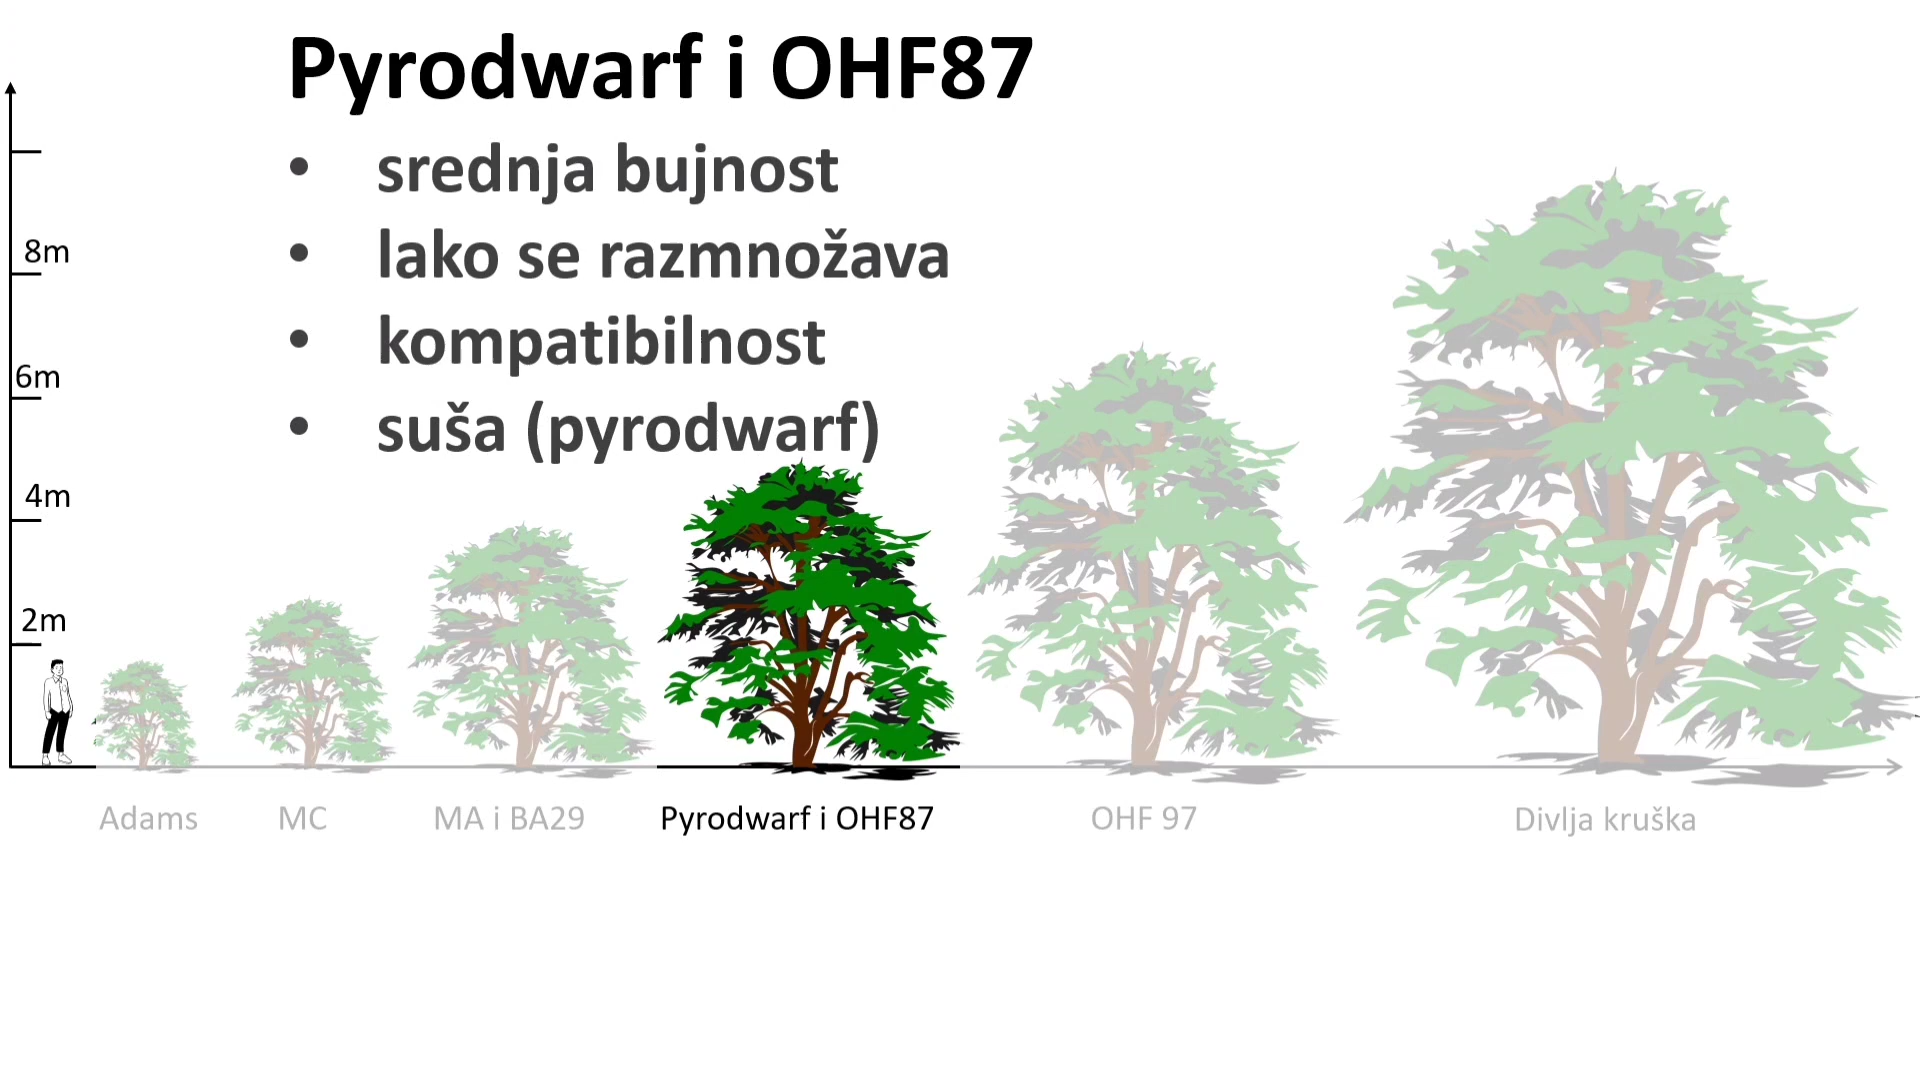 Pyrodwarf i OHF87
• srednja bujnost
• lako se razmnožava
• kompatibilnost
• suša (pyrodwarf)
8m
6m
4m
2m
Adams
MC
MA i BA29
Pyrodwarf i OHF87
OHF 97
Divlja kruška